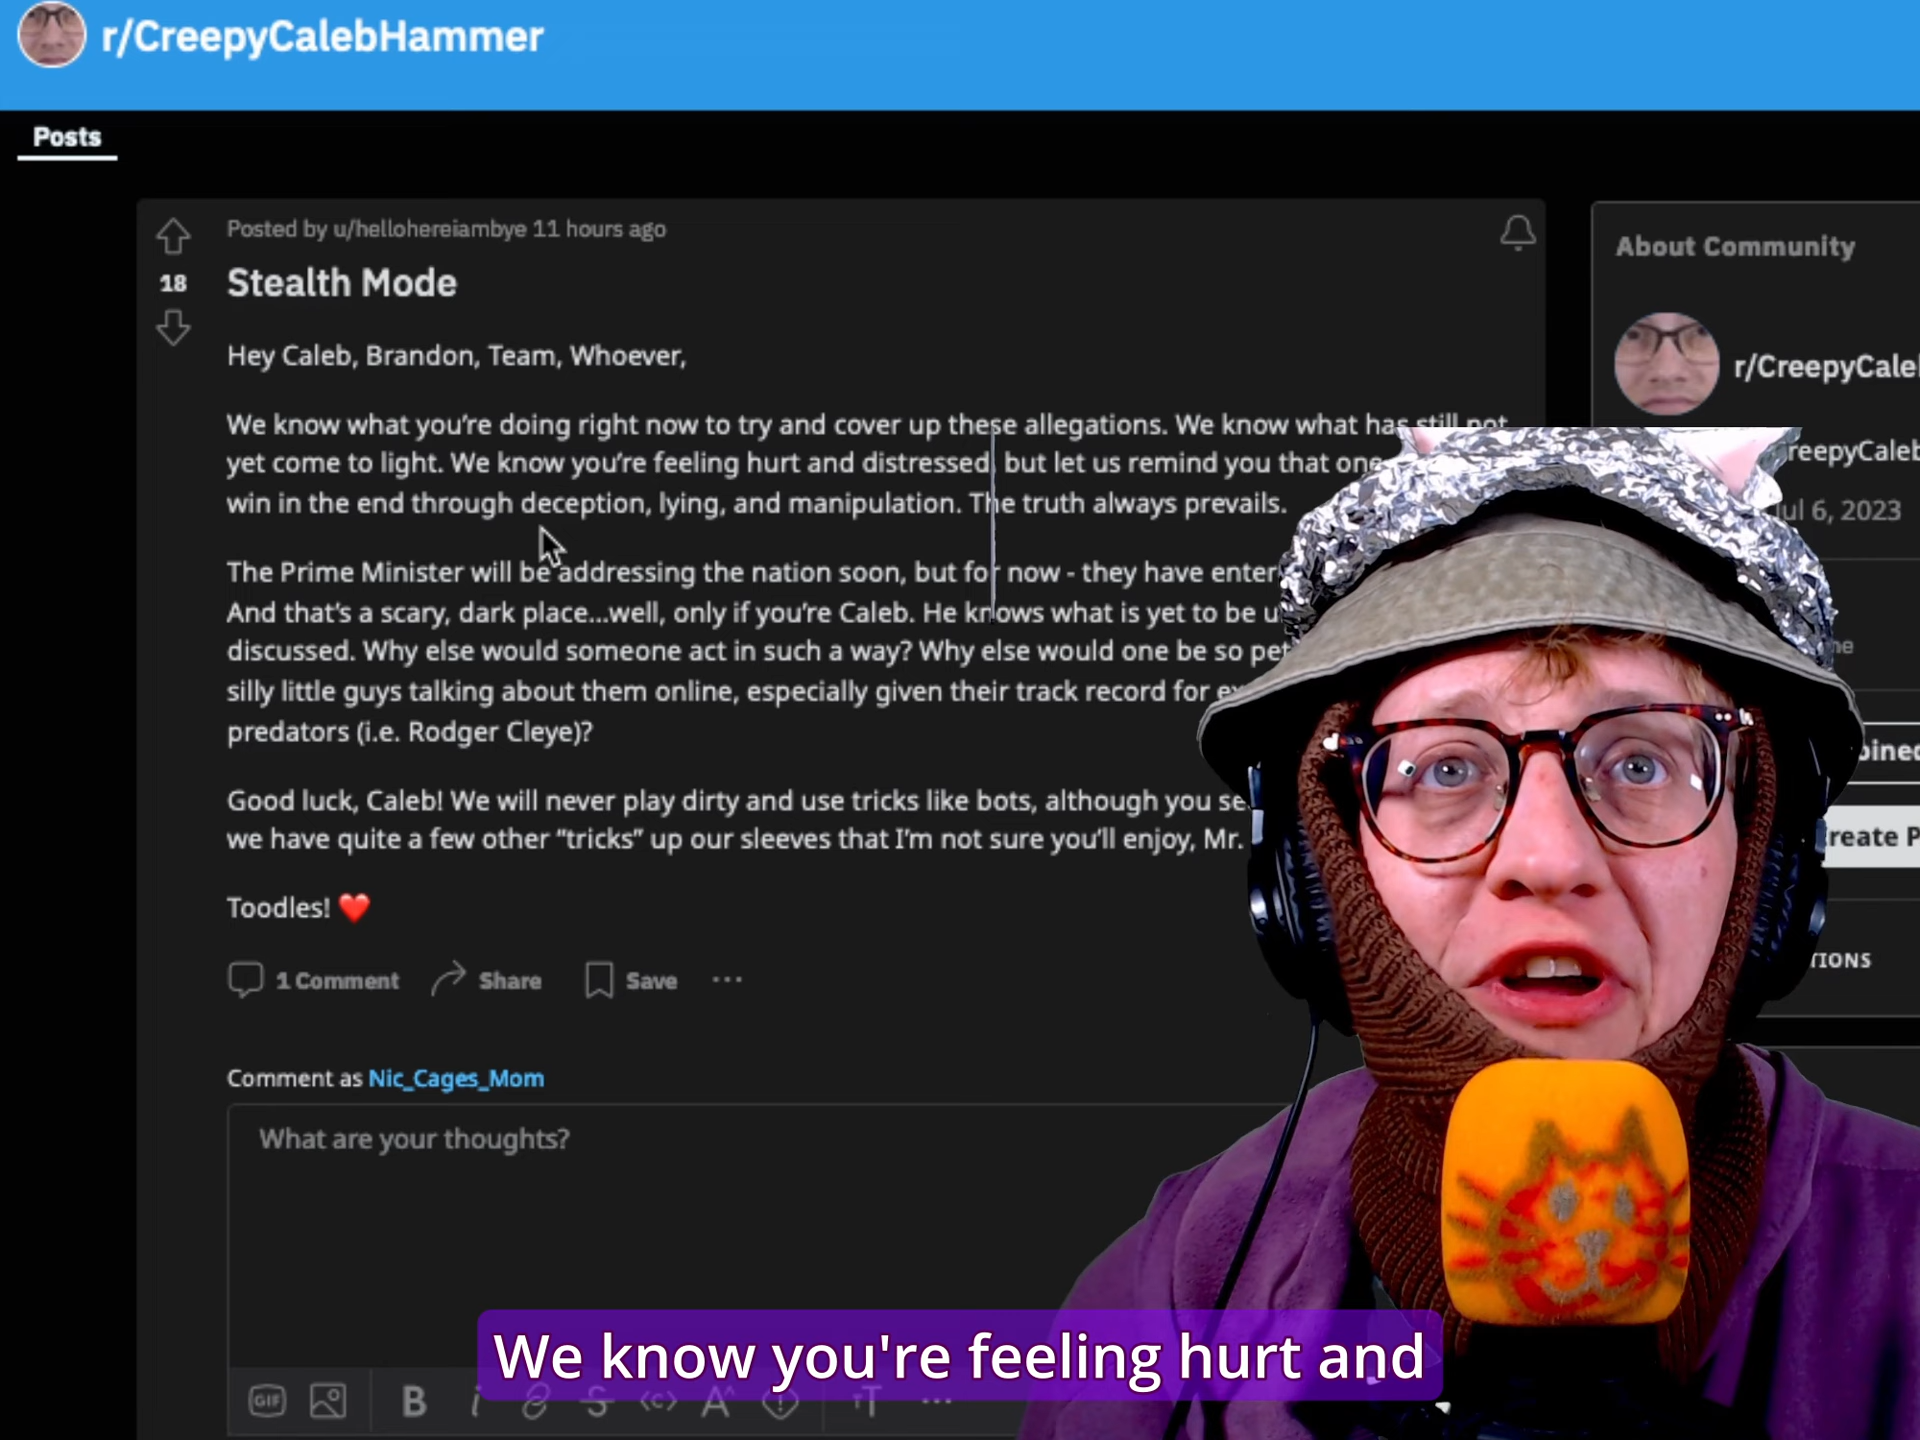 r/CreepyCalebHammer
Posts
Posted by u/hellohereiambye 11 hours ago
18
Stealth Mode
Hey Caleb, Brandon, Team, Whoever,
We know what you're doing right now to try and cover up these allegations. We know what has still not
yet come to light. We know you're feeling hurt and distressed, but let us remind you that one
win in the end through deception, lying, and manipulation. The truth always prevails.
The Prime Minister will be addressing the nation soon, but for now - they have enter
And that's a scary, dark place...well, only if you're Caleb. He knows what is yet to be u
discussed. Why else would someone act in such a way? Why else would one be so pet
silly little guys talking about them online, especially given their track record for ex
predators (i.e. Rodger Cleye)?
Good luck, Caleb! We will never play dirty and use tricks like bots, although you se
we have quite a few other "tricks" up our sleeves that I'm not sure you'll enjoy, Mr.
Toodles! ❤️
1 Comment Share Save ...
Comment as Nic_Cages_Mom
What are your thoughts?
GIF B i S <c> A T ...
About Community
r/CreepyCaleb
reepyCaleb
Jul 6, 2023
oined
reate P
TIONS
We know you're feeling hurt and